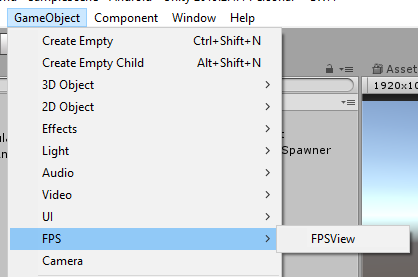 GameObject Component Window Help
Create Empty Ctrl+Shift+N
Create Empty Child Alt+Shift+N
3D Object
2D Object
Effects
Light
Audio
Video
UI
FPS
Camera
FPSView
Asset
1920x10
Spawner